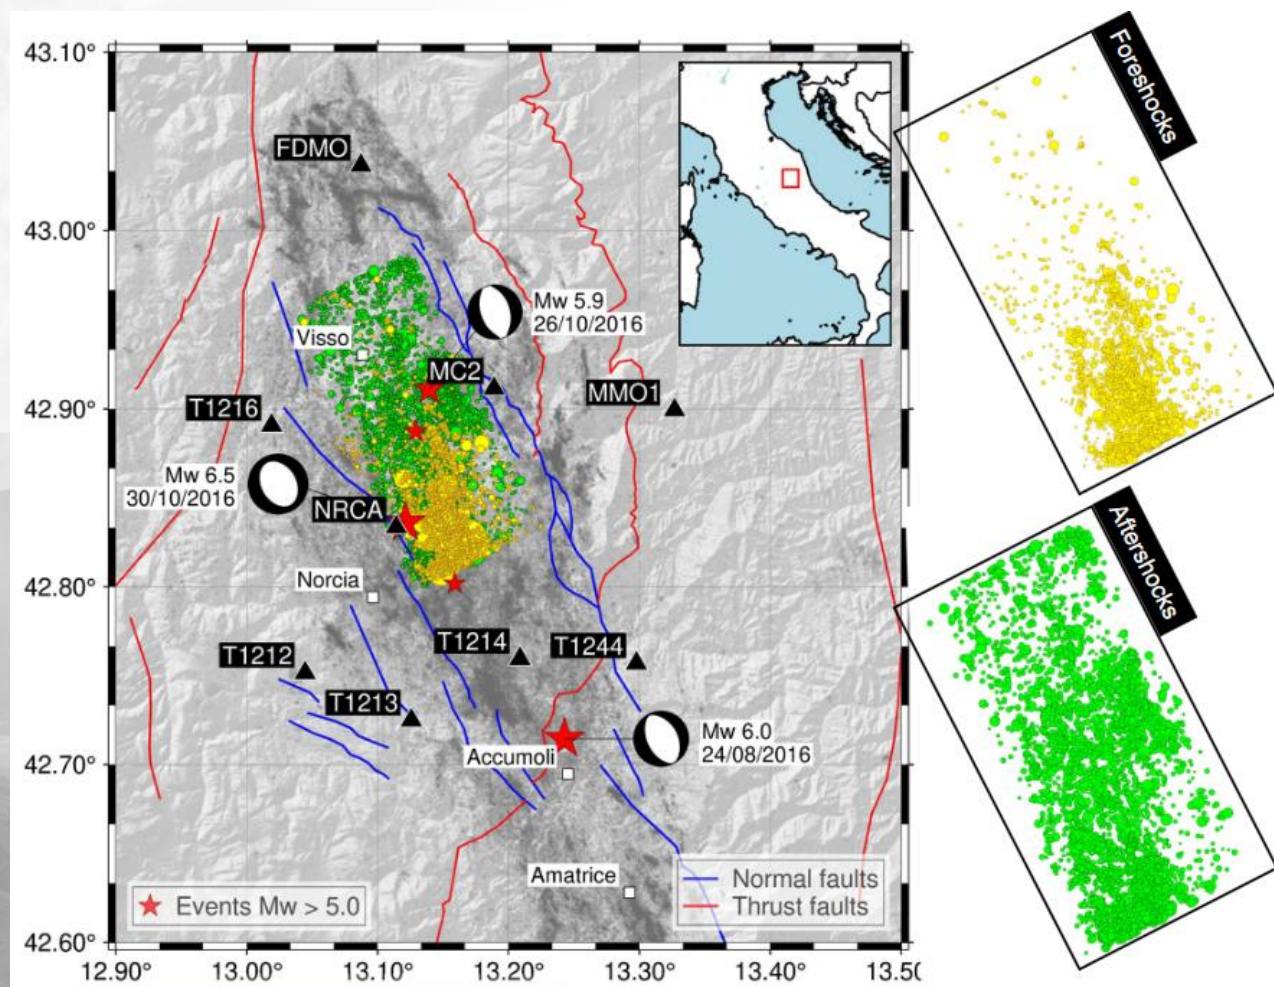 43.10°
43.00°
42.90°
42.80°
42.70°
42.60°
12.90°
13.00°
13.10°
13.20°
13.30°
13.40°
13.50
FDMO
Visso
Mw 5.9
26/10/2016
MC2
MMO1
T1216
Mw 6.5
30/10/2016
NRCA
Norcia
T1212
T1213
T1214
T1244
Mw 6.0
24/08/2016
Accumoli
Amatrice
Events Mw > 5.0
Normal faults
Thrust faults
Foreshocks
Aftershocks